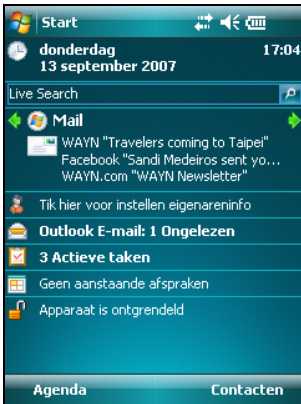 Start
donderdag 17:04
13 september 2007
Live Search
Mail
WAYN "Travelers coming to Taipei"
Facebook "Sandi Medeiros sent yo...
WAYN.com "WAYN Newsletter"
Tik hier voor instellen eigenareninfo
Outlook E-mail: 1 Ongelezen
3 Actieve taken
Geen aanstaande afspraken
Apparaat is ontgrendeld
Agenda Contacten